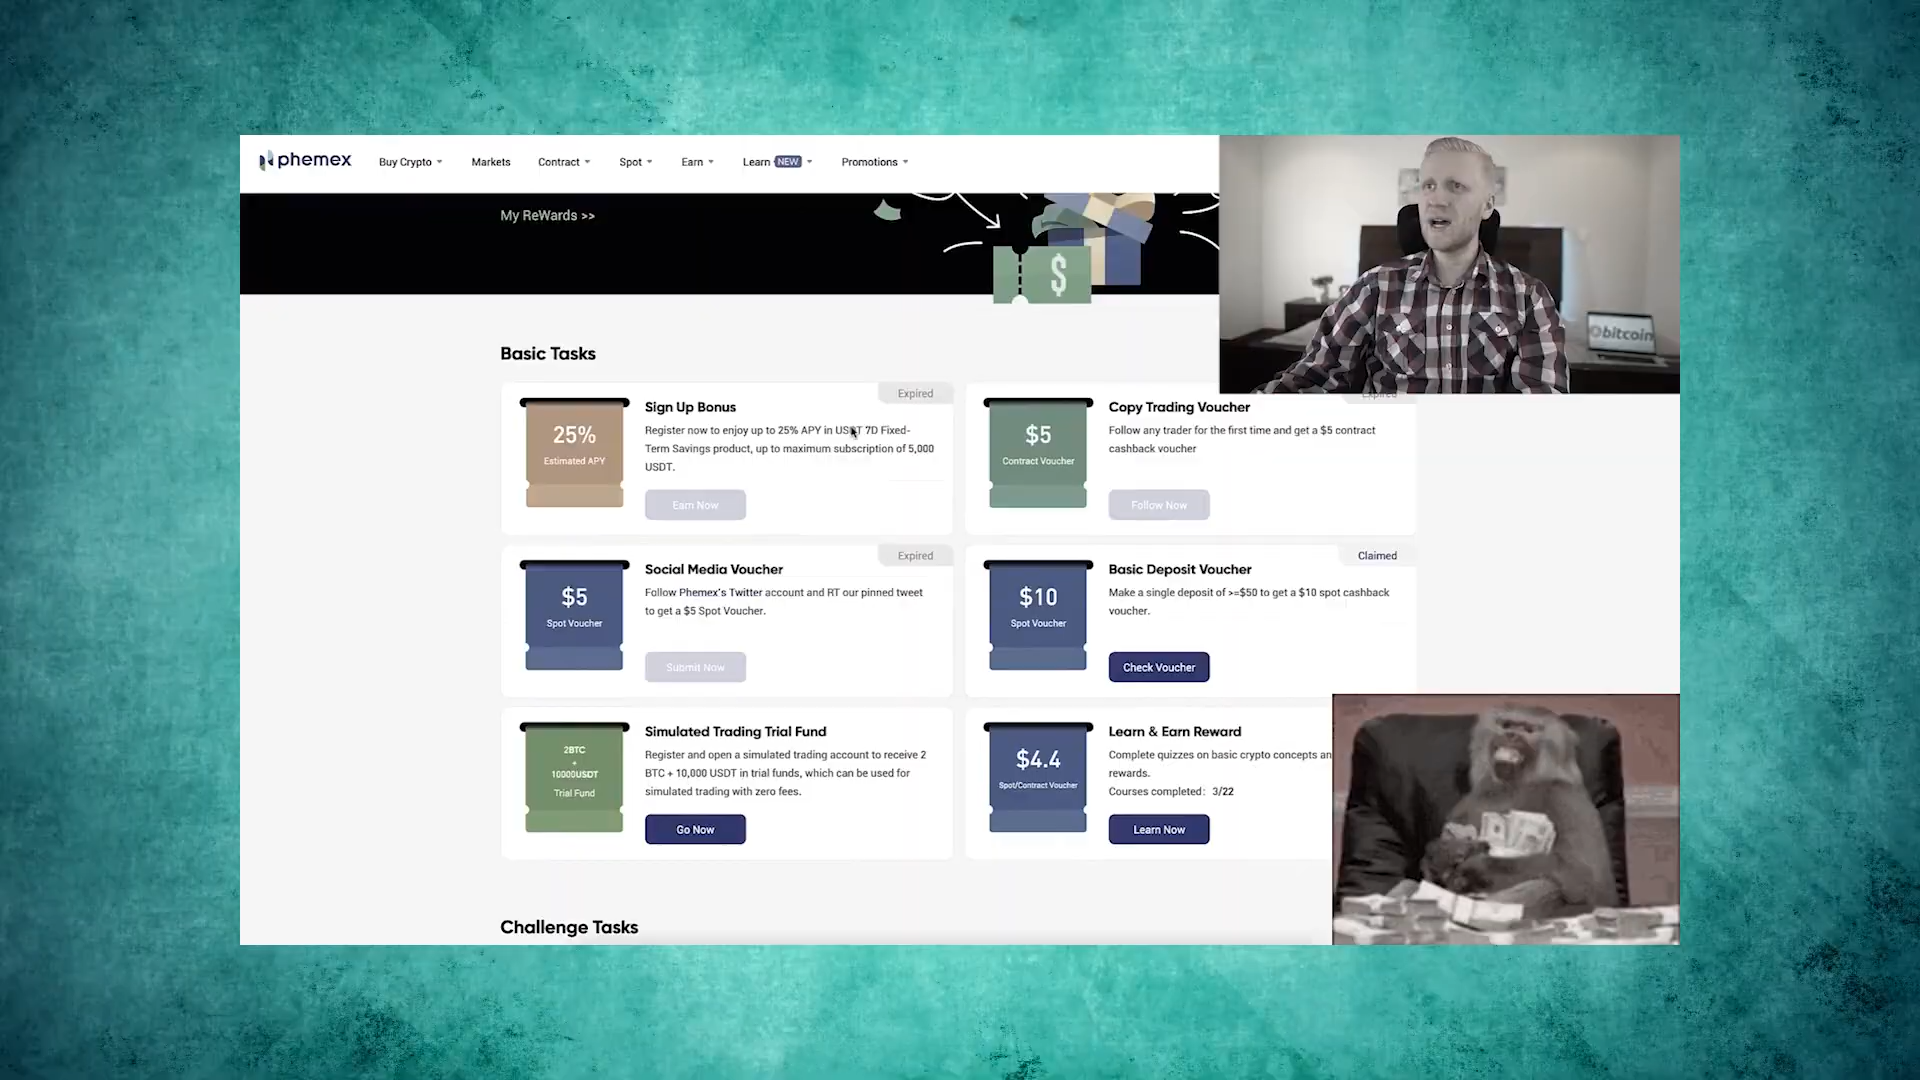 phemex
Buy Crypto
Markets
Contract
Spot
Earn
Learn NEW
Promotions
My ReWards >>
$
bitcoin
Basic Tasks
Expired
25%
Estimated APY
Sign Up Bonus
Register now to enjoy up to 25% APY in USDT 7D Fixed-
Term Savings product, up to maximum subscription of 5,000
USDT.
Earn Now
Expired
$5
Contract Voucher
Copy Trading Voucher
Follow any trader for the first time and get a $5 contract
cashback voucher
Follow Now
Expired
$5
Spot Voucher
Social Media Voucher
Follow Phemex's Twitter account and RT our pinned tweet
to get a $5 Spot Voucher.
Submit Now
Claimed
$10
Spot Voucher
Basic Deposit Voucher
Make a single deposit of >=$50 to get a $10 spot cashback
voucher.
Check Voucher
2BTC
+
10000USDT
Trial Fund
Simulated Trading Trial Fund
Register and open a simulated trading account to receive 2
BTC + 10,000 USDT in trial funds, which can be used for
simulated trading with zero fees.
Go Now
$4.4
Spot/Contract Voucher
Learn & Earn Reward
Complete quizzes on basic crypto concepts an
rewards.
Courses completed: 3/22
Learn Now
Challenge Tasks